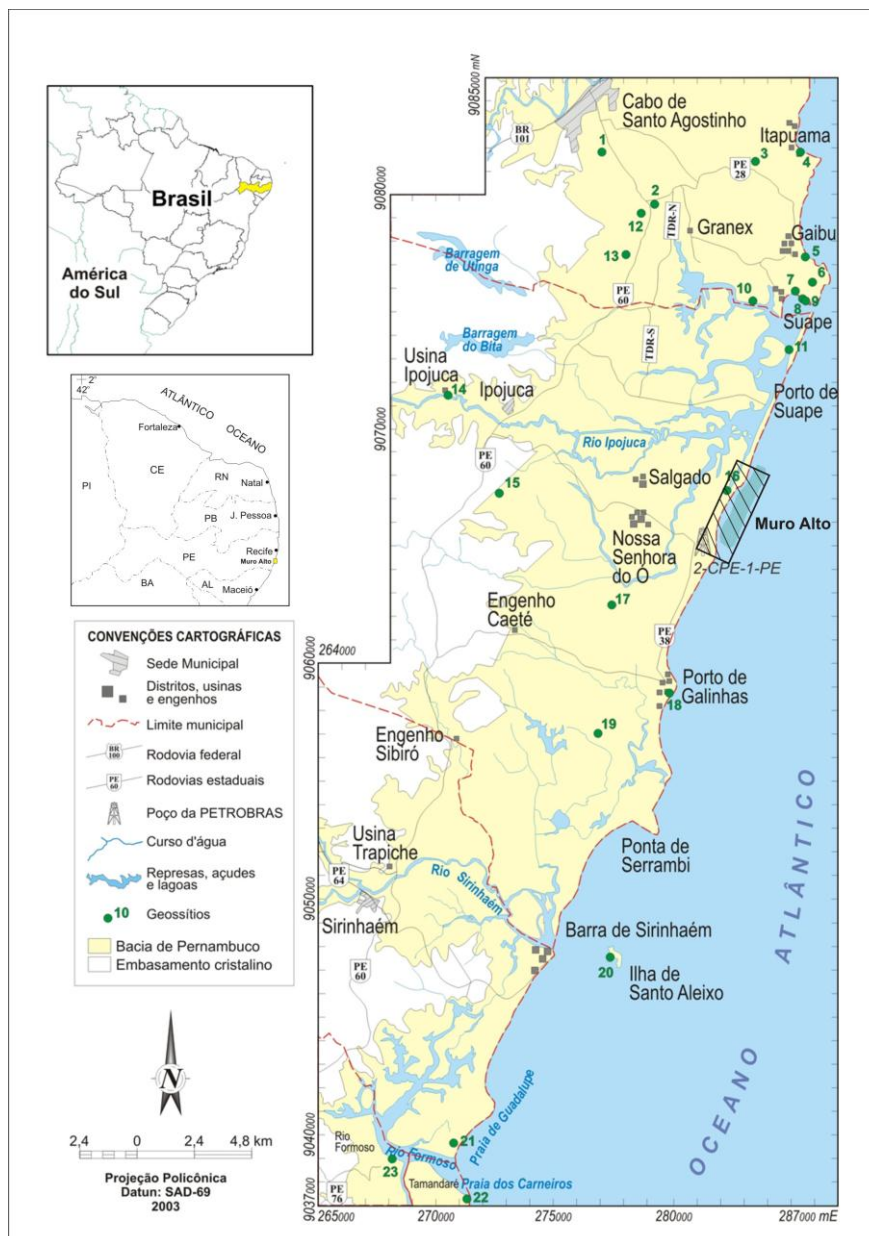 Brasil
América
do Sul
2°
42°
ATLÂNTICO
OCEANO
Fortaleza
CE
RN
Natal
PI
PB
J. Pessoa
PE
Recife
Muro Alto
BA
AL
Maceió
CONVENÇÕES CARTOGRÁFICAS
Sede Municipal
Distritos, usinas
e engenhos
Limite municipal
BR
100
Rodovia federal
PE
60
Rodovias estaduais
Poço da PETROBRAS
Curso d'água
Represas, açudes
e lagoas
10
Geossítios
Bacia de Pernambuco
Embasamento cristalino
N
2,4 0 2,4 4,8 km
Projeção Policônica
Datun: SAD-69
2003
9085000 mN
Cabo de
Santo Agostinho
BR
101
1
Itapuama
3
4
PE
28
9080000
2
12
TDR-N
Granex
Gaibu
5
13
Barragem
de Utinga
6
7
PE
60
10
8
9
Suape
Barragem
do Bita
TDR-S
11
Usina
Ipojuca
14
Ipojuca
Porto de
Suape
9070000
Rio Ipojuca
PE
60
15
Salgado
16
Muro Alto
Nossa
Senhora
do Ó
2-CPE-1-PE
17
Engenho
Caeté
PE
38
9060000
264000
Porto de
Galinhas
18
19
Engenho
Sibiró
Usina
Trapiche
Ponta de
Serrambi
PE
64
Rio Sirinhaém
9050000
Sirinhaém
Barra de Sirinhaém
PE
60
20
Ilha de
Santo Aleixo
OCEANO ATLÂNTICO
Praia de Guadalupe
9040000
Rio
Formoso
21
Rio Formoso
23
Tamandaré
Praia dos Carneiros
PE
76
22
9037000
265000
270000
275000
280000
287000 mE